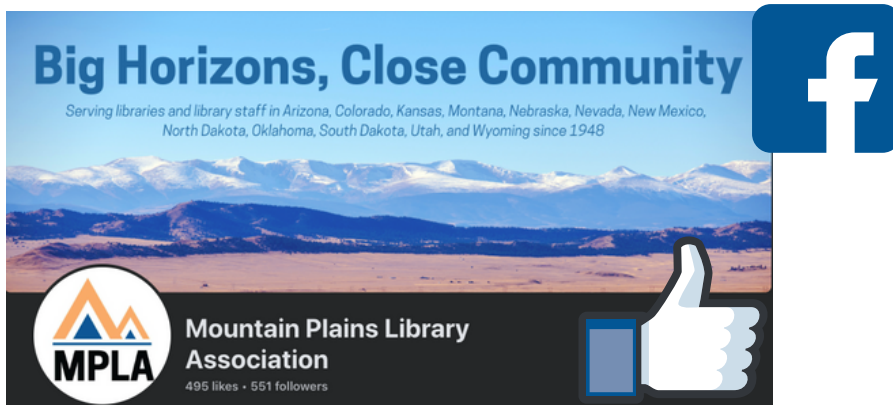 Big Horizons, Close Community
Serving libraries and library staff in Arizona, Colorado, Kansas, Montana, Nebraska, Nevada, New Mexico,
North Dakota, Oklahoma, South Dakota, Utah, and Wyoming since 1948
f
MPLA
Mountain Plains Library
Association
495 likes • 551 followers